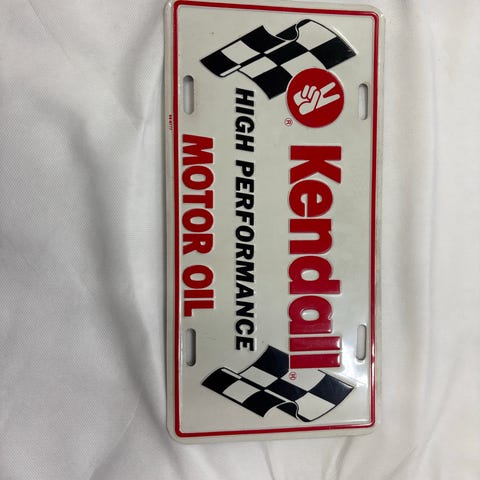 Kendall®
®
HIGH PERFORMANCE
MOTOR OIL